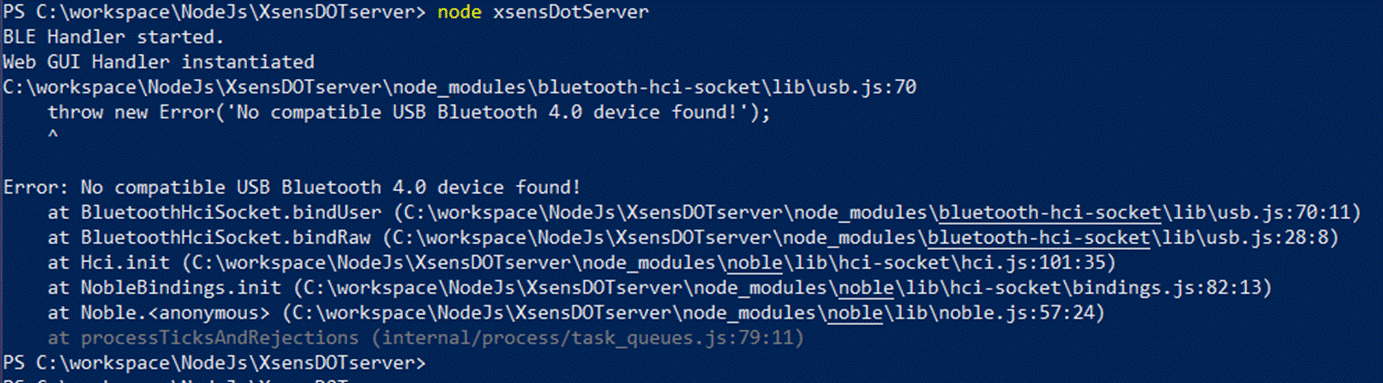 PS C:\workspace\NodeJs\XsensDOTserver> node xsensDotServer
BLE Handler started.
Web GUI Handler instantiated
C:\workspace\NodeJs\XsensDOTserver\node_modules\bluetooth-hci-socket\lib\usb.js:70
    throw new Error('No compatible USB Bluetooth 4.0 device found!');
    ^
Error: No compatible USB Bluetooth 4.0 device found!
    at BluetoothHciSocket.bindUser (C:\workspace\NodeJs\XsensDOTserver\node_modules\bluetooth-hci-socket\lib\usb.js:70:11)
    at BluetoothHciSocket.bindRaw (C:\workspace\NodeJs\XsensDOTserver\node_modules\bluetooth-hci-socket\lib\usb.js:28:8)
    at Hci.init (C:\workspace\NodeJs\XsensDOTserver\node_modules\noble\lib\hci-socket\hci.js:101:35)
    at NobleBindings.init (C:\workspace\NodeJs\XsensDOTserver\node_modules\noble\lib\hci-socket\bindings.js:82:13)
    at Noble.<anonymous> (C:\workspace\NodeJs\XsensDOTserver\node_modules\noble\lib\noble.js:57:24)
    at processTicksAndRejections (internal/process/task_queues.js:79:11)
PS C:\workspace\NodeJs\XsensDOTserver>